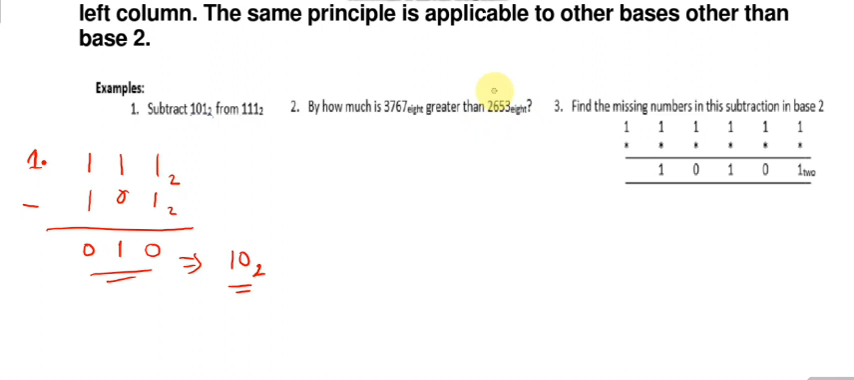 left column. The same principle is applicable to other bases other than
base 2.
Examples:
1. Subtract 101₂ from 111₂
2. By how much is 3767eight greater than 2653eight?
3. Find the missing numbers in this subtraction in base 2
1 1 1 1 1 1
* * * * * *
1 0 1 0 1two
1. 1 1 1₂
- 1 0 1₂
0 1 0 ⇒ 10₂